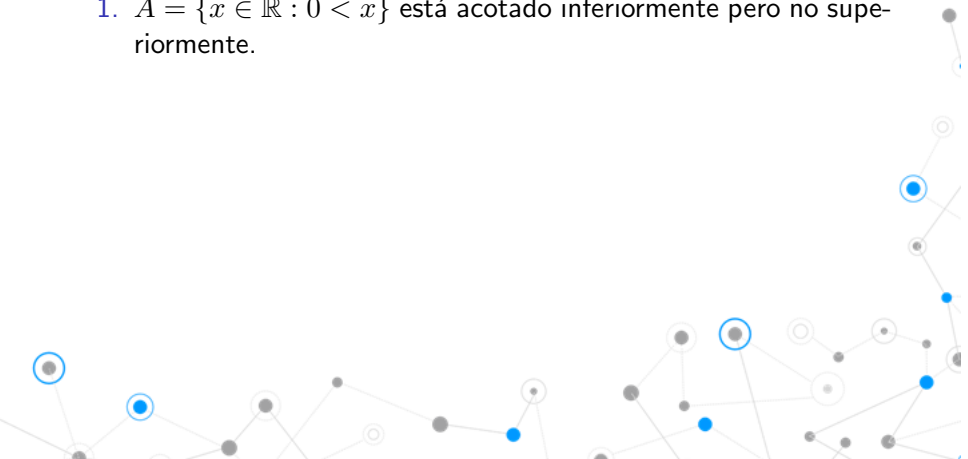 1. A = {x ∈ ℝ : 0 < x} está acotado inferiormente pero no supe-
riormente.